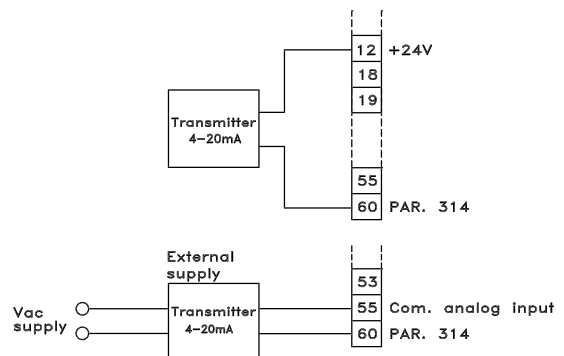 12 +24V
18
19
Transmitter
4-20mA
55
60 PAR. 314
External
supply
53
Vac
supply
Transmitter
4-20mA
55 Com. analog input
60 PAR. 314